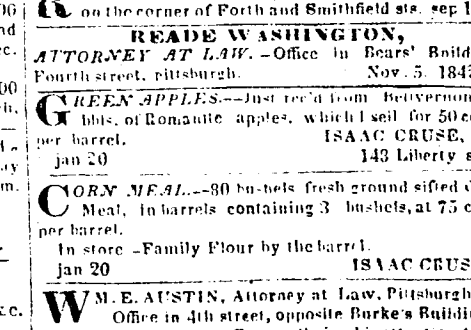 on the corner of Forth and Smithfield sts. sep 1
READE WASHINGTON,
ATTORNEY AT LAW.—Office in Bears' Build
Fourth street, Pittsburgh. Nov. 5. 184
GREEN APPLES.—Just rec'd from
bbls. of Romantic apples, which I sell for 50 c
per barrel. ISAAC CRUSE,
jan 20 143 Liberty s
CORN MEAL.--80 bushels fresh ground sifted
Meal, in barrels containing 3 bushels, at 75 c
per barrel.
In store —Family Flour by the barrel.
jan 20 ISAAC CRUS
WM. E. AUSTIN, Attorney at Law, Pittsburgh
Office in 4th street, opposite Burke's Buildi